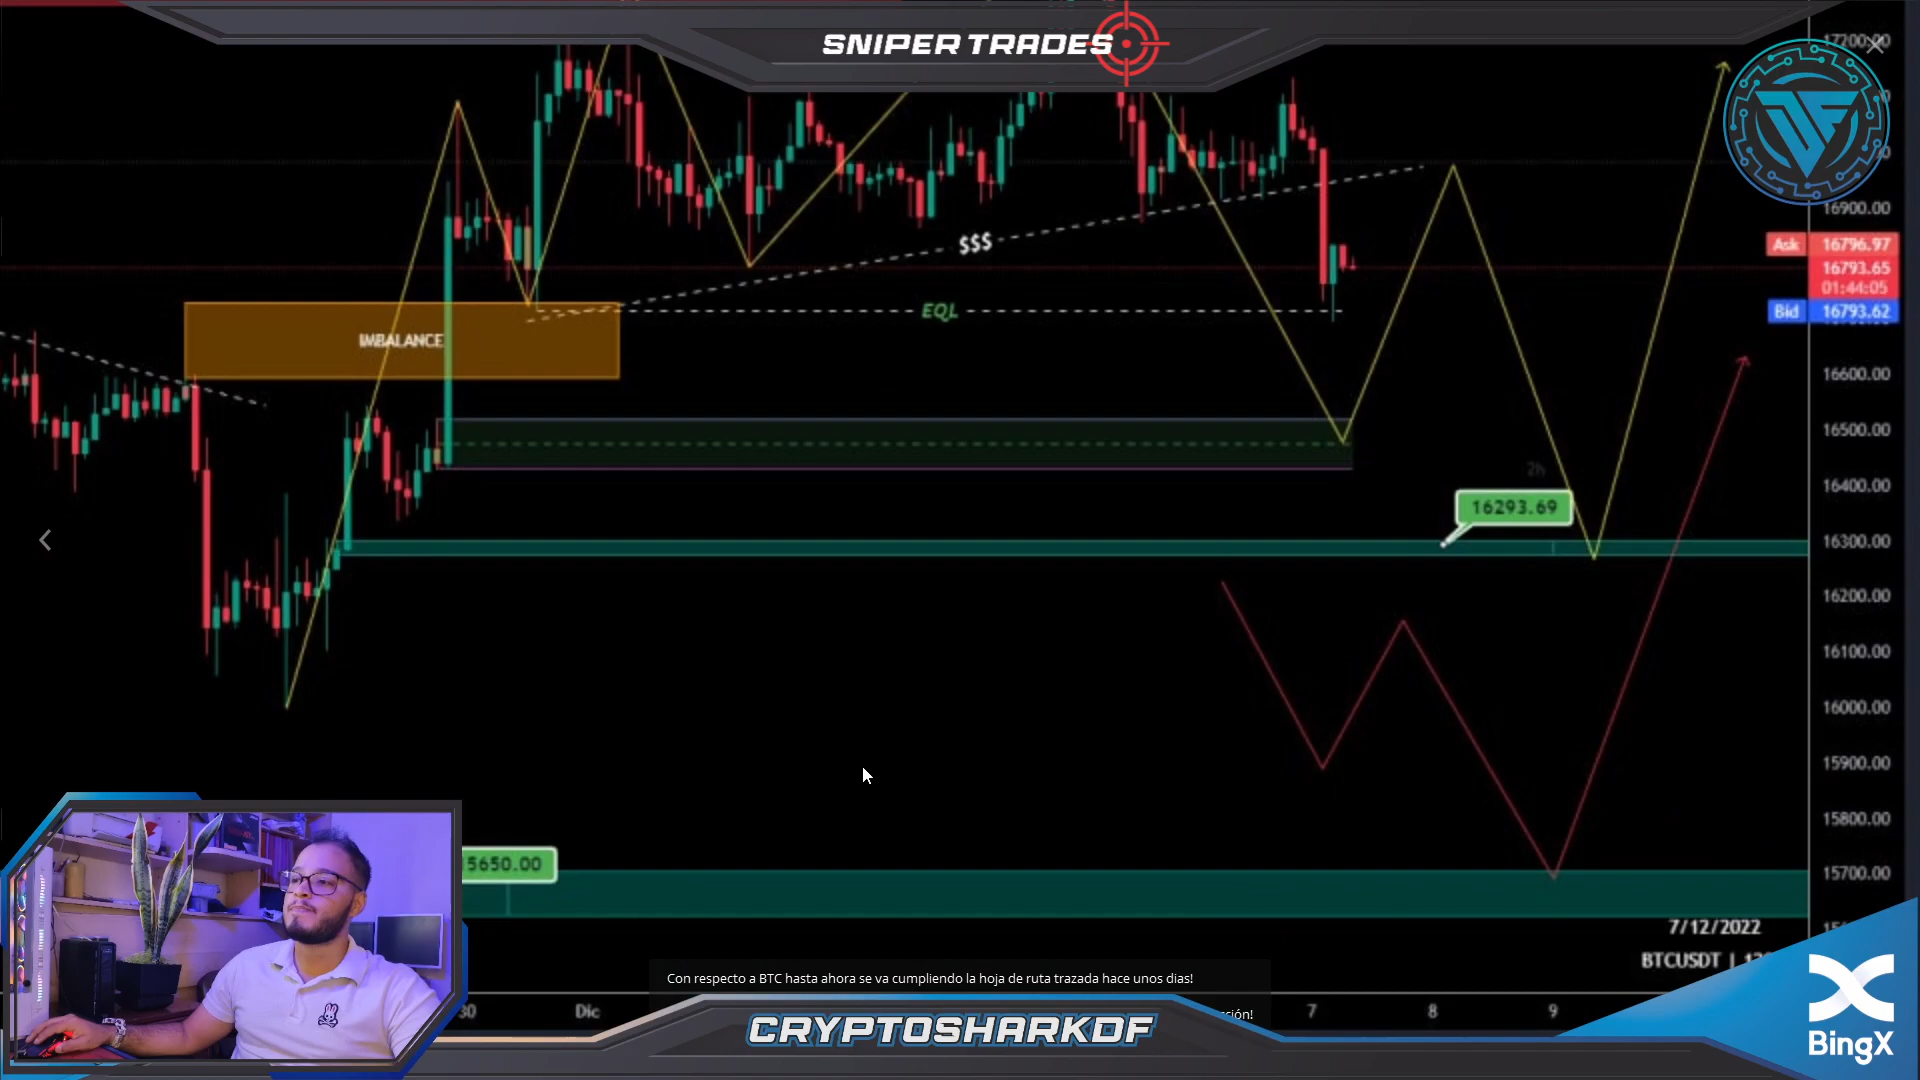 SNIPER TRADES
17200.00
16900.00
Ask 16796.97
16793.65
01:44:05
Bid 16793.62
$$$
EQL
IMBALANCE
16600.00
16500.00
2h
16400.00
16293.69
16300.00
16200.00
16100.00
16000.00
15900.00
15800.00
5650.00
15700.00
7/12/2022
BTCUSDT |
Con respecto a BTC hasta ahora se va cumpliendo la hoja de ruta trazada hace unos dias!
30 Dic 7 8 9
CRYPTOSHARKDF
BingX